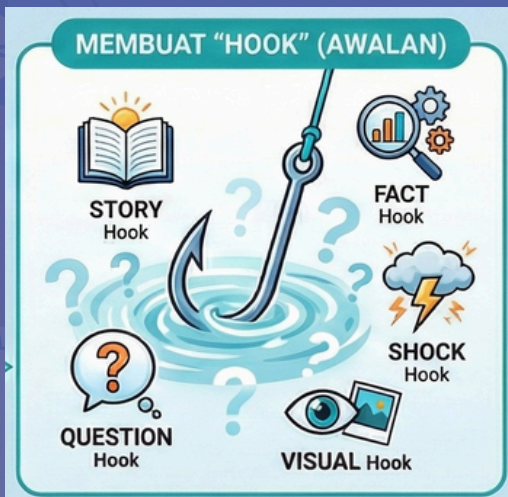 MEMBUAT “HOOK” (AWALAN)
STORY
Hook
FACT
Hook
SHOCK
Hook
QUESTION
Hook
VISUAL Hook